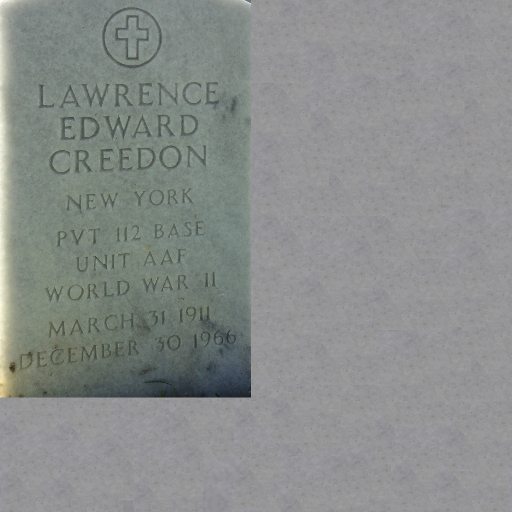 LAWRENCE
EDWARD
CREEDON
NEW YORK
PVT 112 BASE
UNIT AAF
WORLD WAR II
MARCH 31 1911
DECEMBER 30 1966